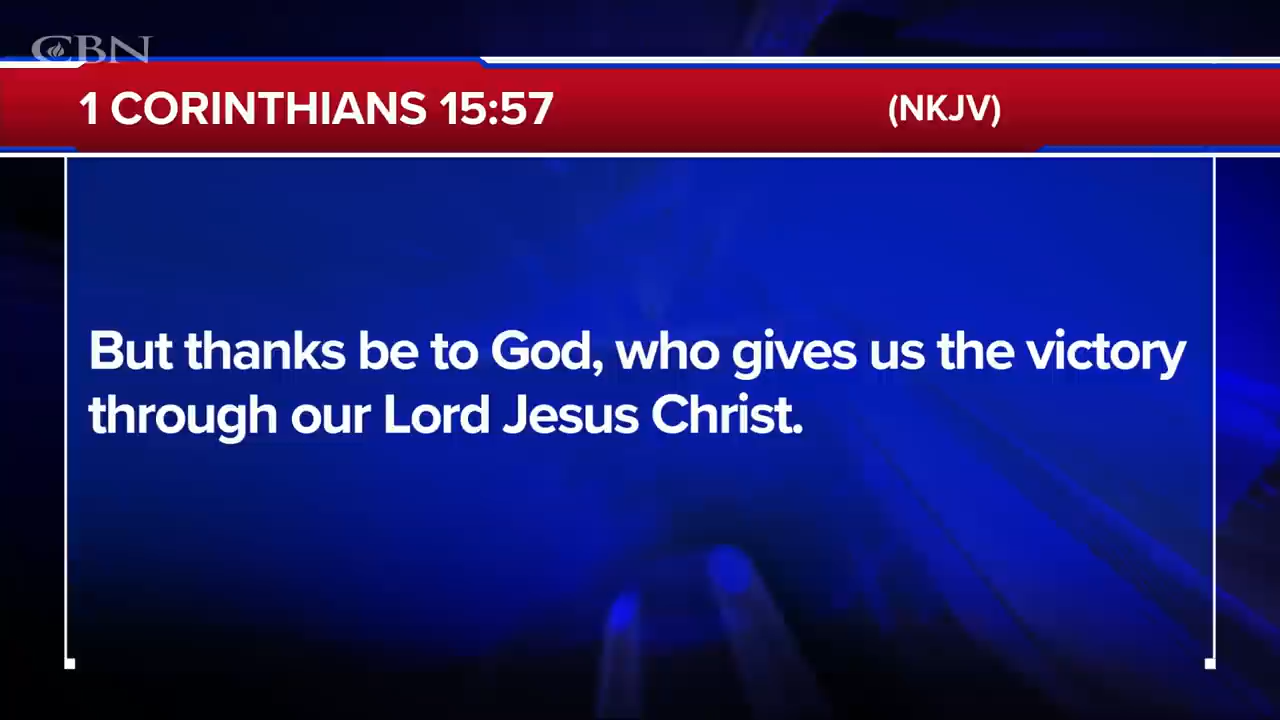 CBN
1 CORINTHIANS 15:57 (NKJV)
But thanks be to God, who gives us the victory
through our Lord Jesus Christ.